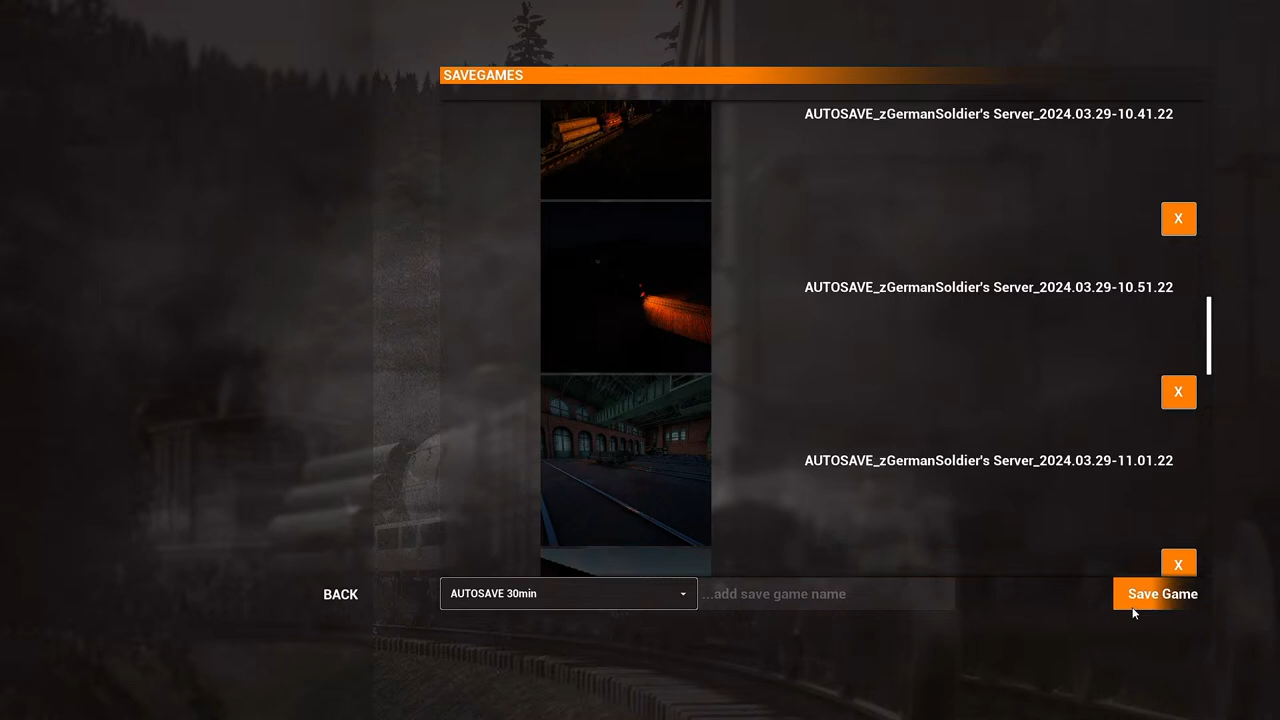 SAVEGAMES
AUTOSAVE_zGermanSoldier's Server_2024.03.29-10.41.22
X
AUTOSAVE_zGermanSoldier's Server_2024.03.29-10.51.22
X
AUTOSAVE_zGermanSoldier's Server_2024.03.29-11.01.22
X
BACK
AUTOSAVE 30min
...add save game name
Save Game